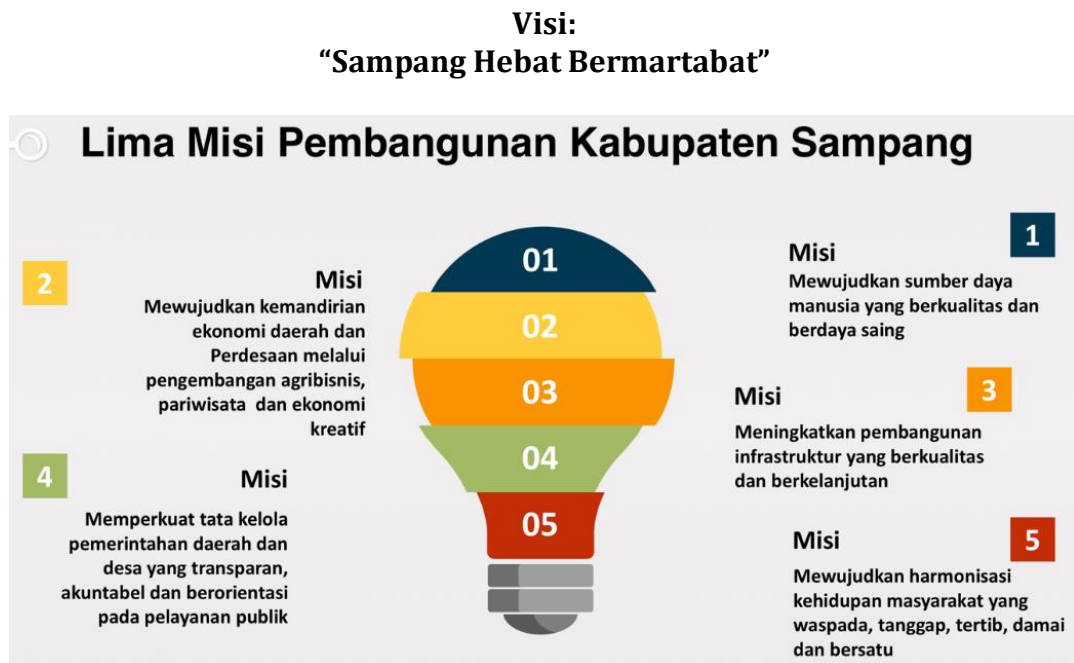 Visi:
“Sampang Hebat Bermartabat”
Lima Misi Pembangunan Kabupaten Sampang
1
Misi
Mewujudkan sumber daya
manusia yang berkualitas dan
berdaya saing
2
Misi
Mewujudkan kemandirian
ekonomi daerah dan
Perdesaan melalui
pengembangan agribisnis,
pariwisata dan ekonomi
kreatif
3
Misi
Meningkatkan pembangunan
infrastruktur yang berkualitas
dan berkelanjutan
4
Misi
Memperkuat tata kelola
pemerintahan daerah dan
desa yang transparan,
akuntabel dan berorientasi
pada pelayanan publik
5
Misi
Mewujudkan harmonisasi
kehidupan masyarakat yang
waspada, tanggap, tertib, damai
dan bersatu
01
02
03
04
05